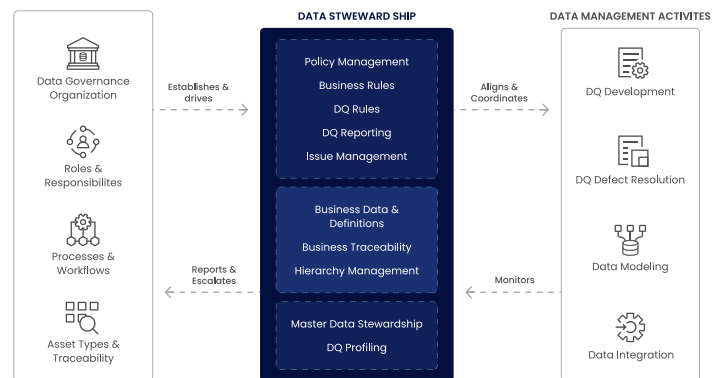 DATA STWEWARD SHIP
DATA MANAGEMENT ACTIVITES
Data Governance
Organization
Roles &
Responsibilites
Processes &
Workflows
Asset Types &
Traceability
Establishes &
drives
Reports &
Escalates
Policy Management
Business Rules
DQ Rules
DQ Reporting
Issue Management
Business Data &
Definitions
Business Traceability
Hierarchy Management
Master Data Stewardship
DQ Profiling
Aligns &
Coordinates
Monitors
DQ Development
DQ Defect Resolution
Data Modeling
Data Integration